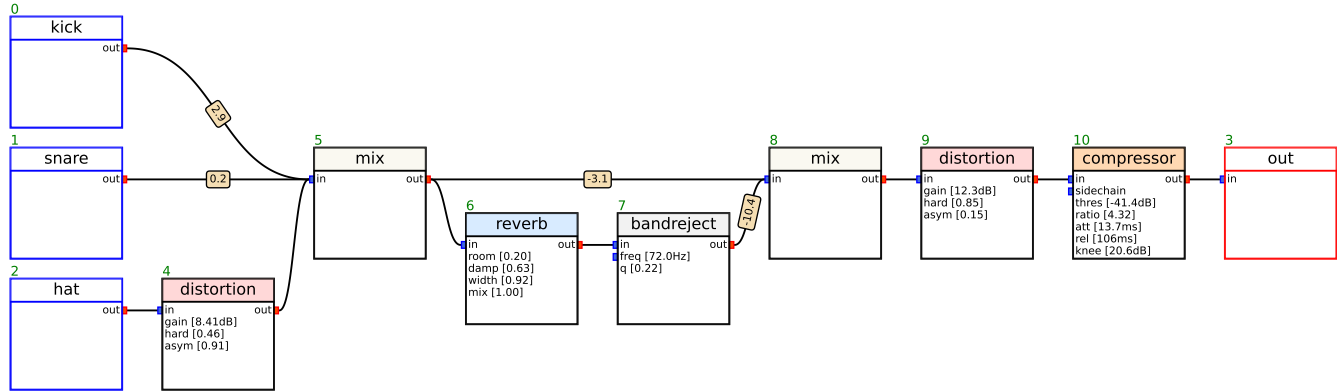 0
kick
out
2.9
1
snare
out
0.2
2
hat
out
4
distortion
in out
gain [8.41dB]
hard [0.46]
asym [0.91]
5
mix
in out
-3.1
6
reverb
in out
room [0.20]
damp [0.63]
width [0.92]
mix [1.00]
7
bandreject
in out
freq [72.0Hz]
q [0.22]
-10.4
8
mix
in out
9
distortion
in out
gain [12.3dB]
hard [0.85]
asym [0.15]
10
compressor
in out
sidechain
thres [-41.4dB]
ratio [4.32]
att [13.7ms]
rel [106ms]
knee [20.6dB]
3
out
in